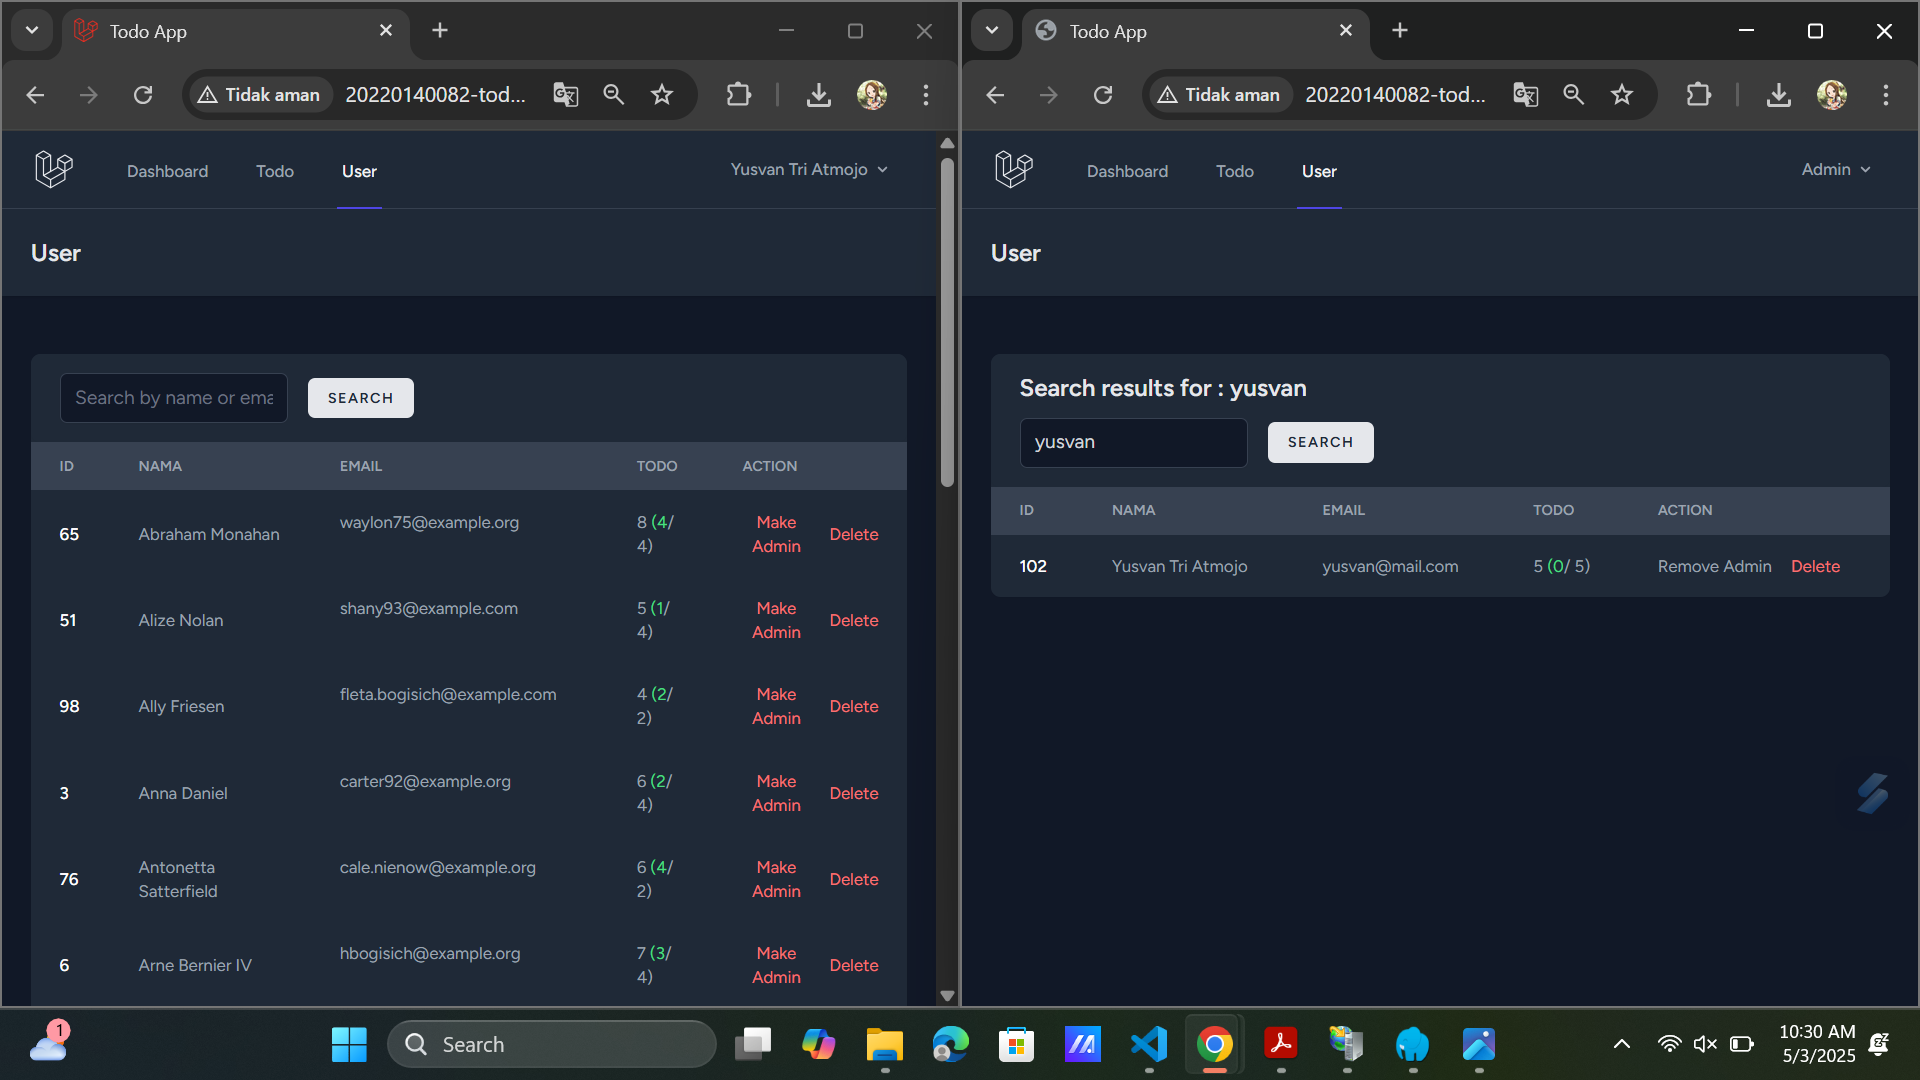 Todo App
Tidak aman
20220140082-tod...
Dashboard
Todo
User
Yusvan Tri Atmojo
User
Search by name or ema
SEARCH
ID NAMA EMAIL TODO ACTION
65 Abraham Monahan waylon75@example.org 8 (4/ 4) Make Admin Delete
51 Alize Nolan shany93@example.com 5 (1/ 4) Make Admin Delete
98 Ally Friesen fleta.bogisich@example.com 4 (2/ 2) Make Admin Delete
3 Anna Daniel carter92@example.org 6 (2/ 4) Make Admin Delete
76 Antonetta Satterfield cale.nienow@example.org 6 (4/ 2) Make Admin Delete
6 Arne Bernier IV hbogisich@example.org 7 (3/ 4) Make Admin Delete
Todo App
Tidak aman
20220140082-tod...
Dashboard
Todo
User
Admin
User
Search results for : yusvan
yusvan
SEARCH
ID NAMA EMAIL TODO ACTION
102 Yusvan Tri Atmojo yusvan@mail.com 5 (0/ 5) Remove Admin Delete
1
Search
10:30 AM
5/3/2025